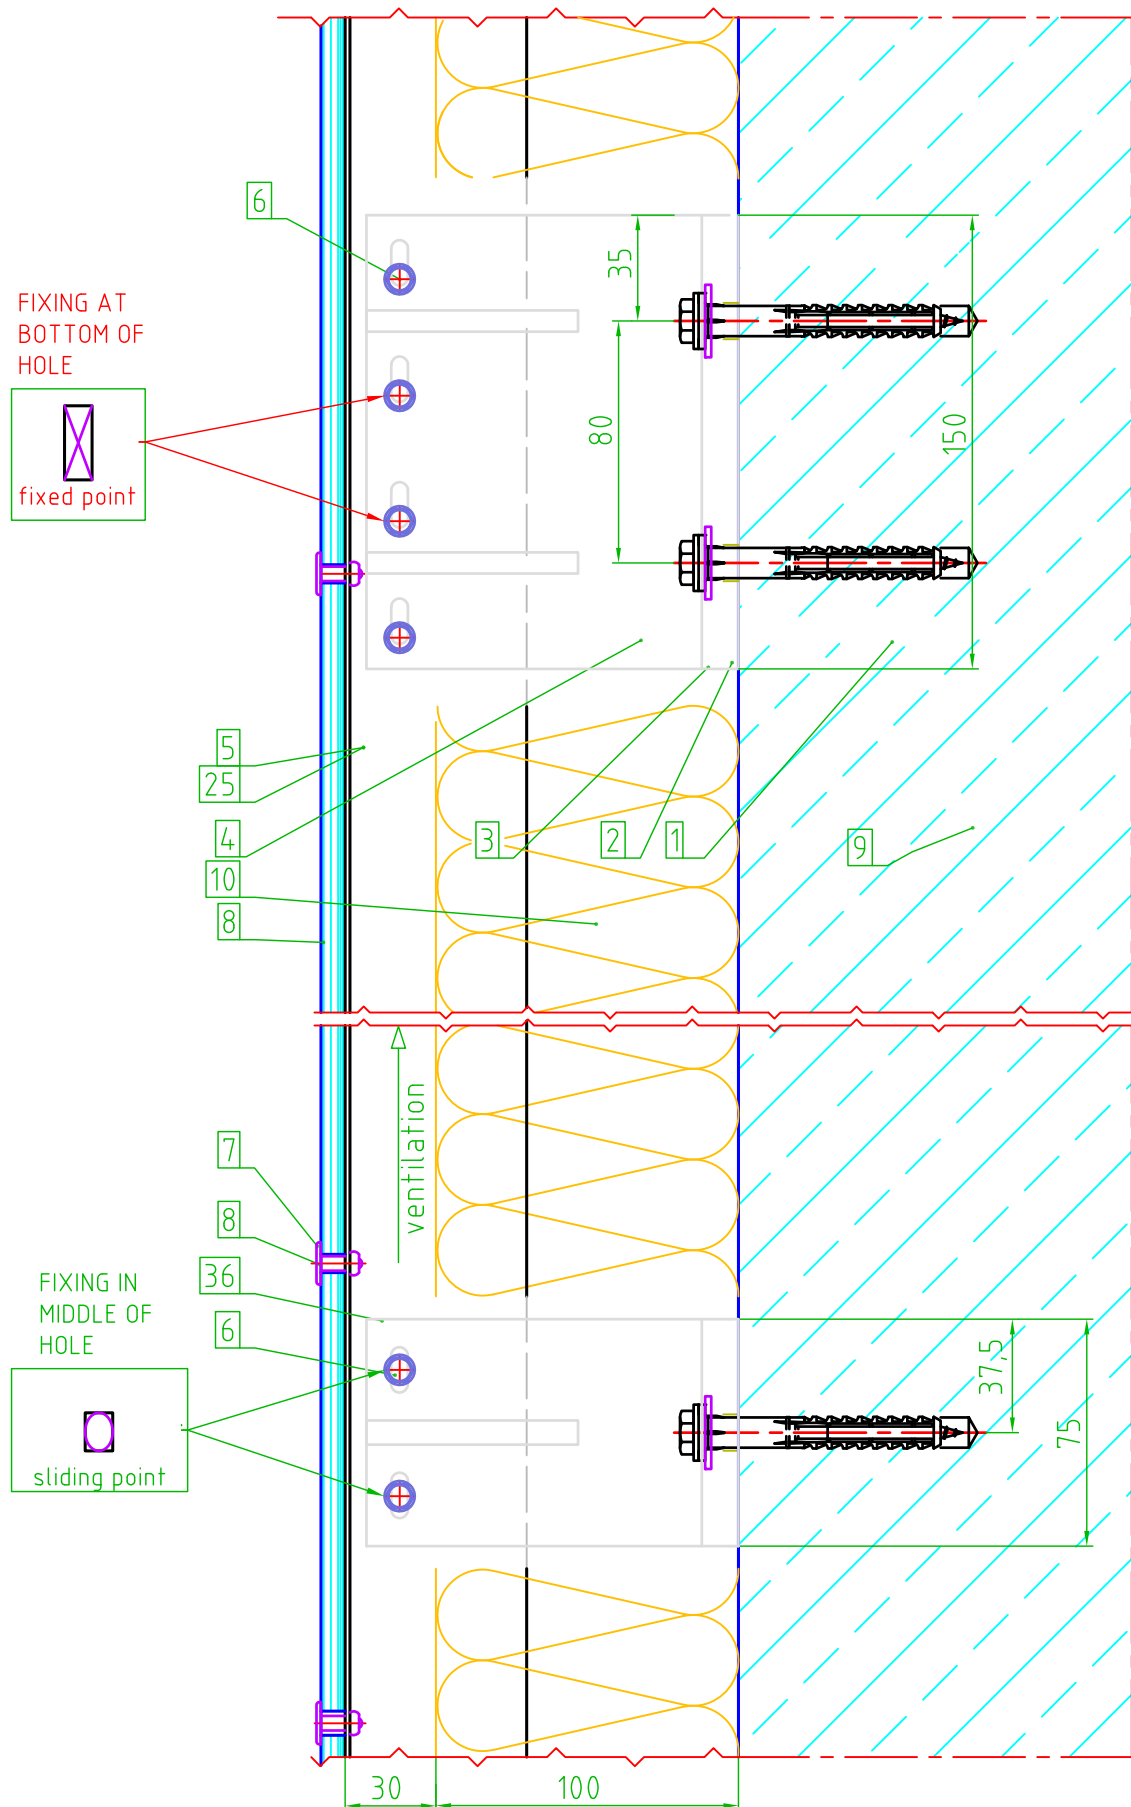 6
35
FIXING AT
BOTTOM OF
HOLE
fixed point
80
150
5
25
4
3
2
1
9
10
8
ventilation
7
8
36
6
FIXING IN
MIDDLE OF
HOLE
sliding point
37,5
75
30
100